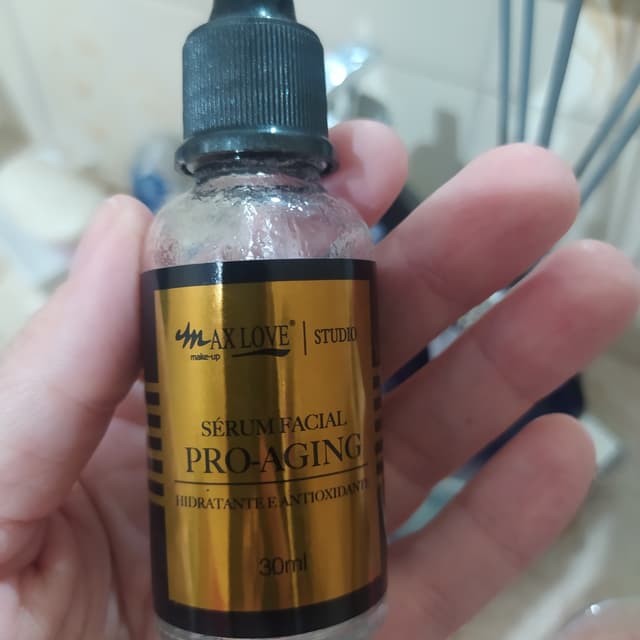 MAX LOVE® | STUDIO
make-up
SÉRUM FACIAL
PRO-AGING
HIDRATANTE E ANTIOXIDANTE
30ml